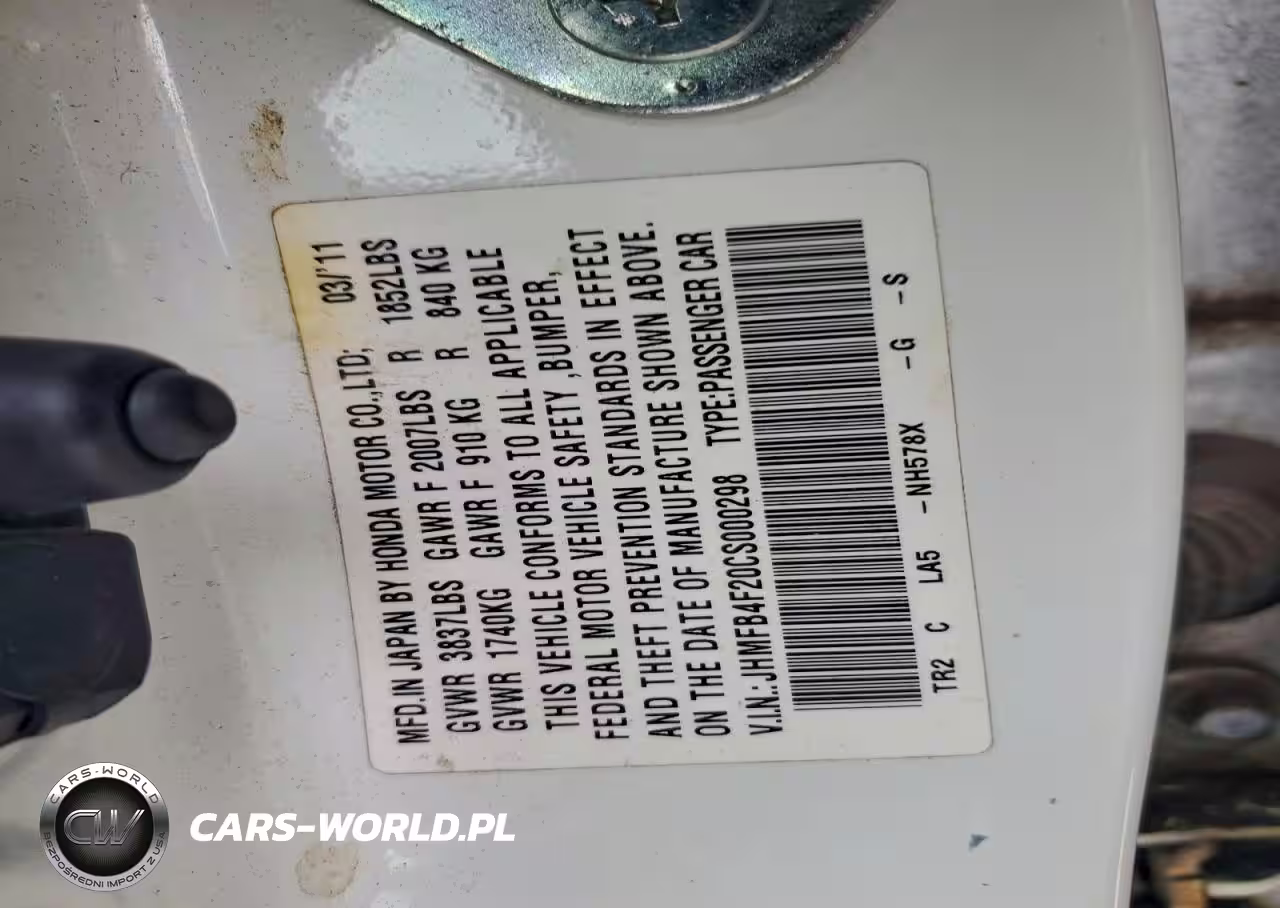 MFD.IN JAPAN BY HONDA MOTOR CO.,LTD; 03/'11
GVWR 3837LBS GAWR F 2007LBS R 1852LBS
GVWR 1740KG GAWR F 910 KG R 840 KG
THIS VEHICLE CONFORMS TO ALL APPLICABLE
FEDERAL MOTOR VEHICLE SAFETY ,BUMPER,
AND THEFT PREVENTION STANDARDS IN EFFECT
ON THE DATE OF MANUFACTURE SHOWN ABOVE.
V.I.N.:JHMFB4F20CS000298 TYPE:PASSENGER CAR
TR2 C LA5 -NH578X -G -S
CARS-WORLD
CW
BEZPOŚREDNI IMPORT Z USA
CARS-WORLD.PL